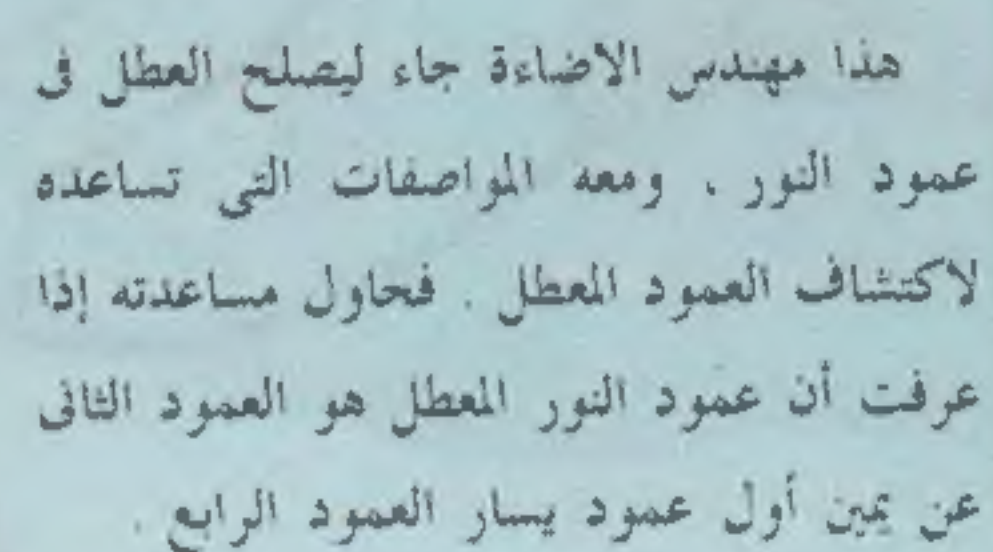 هذا مهندس الاضاءة جاء ليصلح العطل فى
عمود النور . ومعه المواصفات التى تساعده
لاكتشاف العمود المعطل . فحاول مساعدته إذا
عرفت أن عمود النور المعطل هو العمود الثانى
عن يمين أول عمود يسار العمود الرابع .